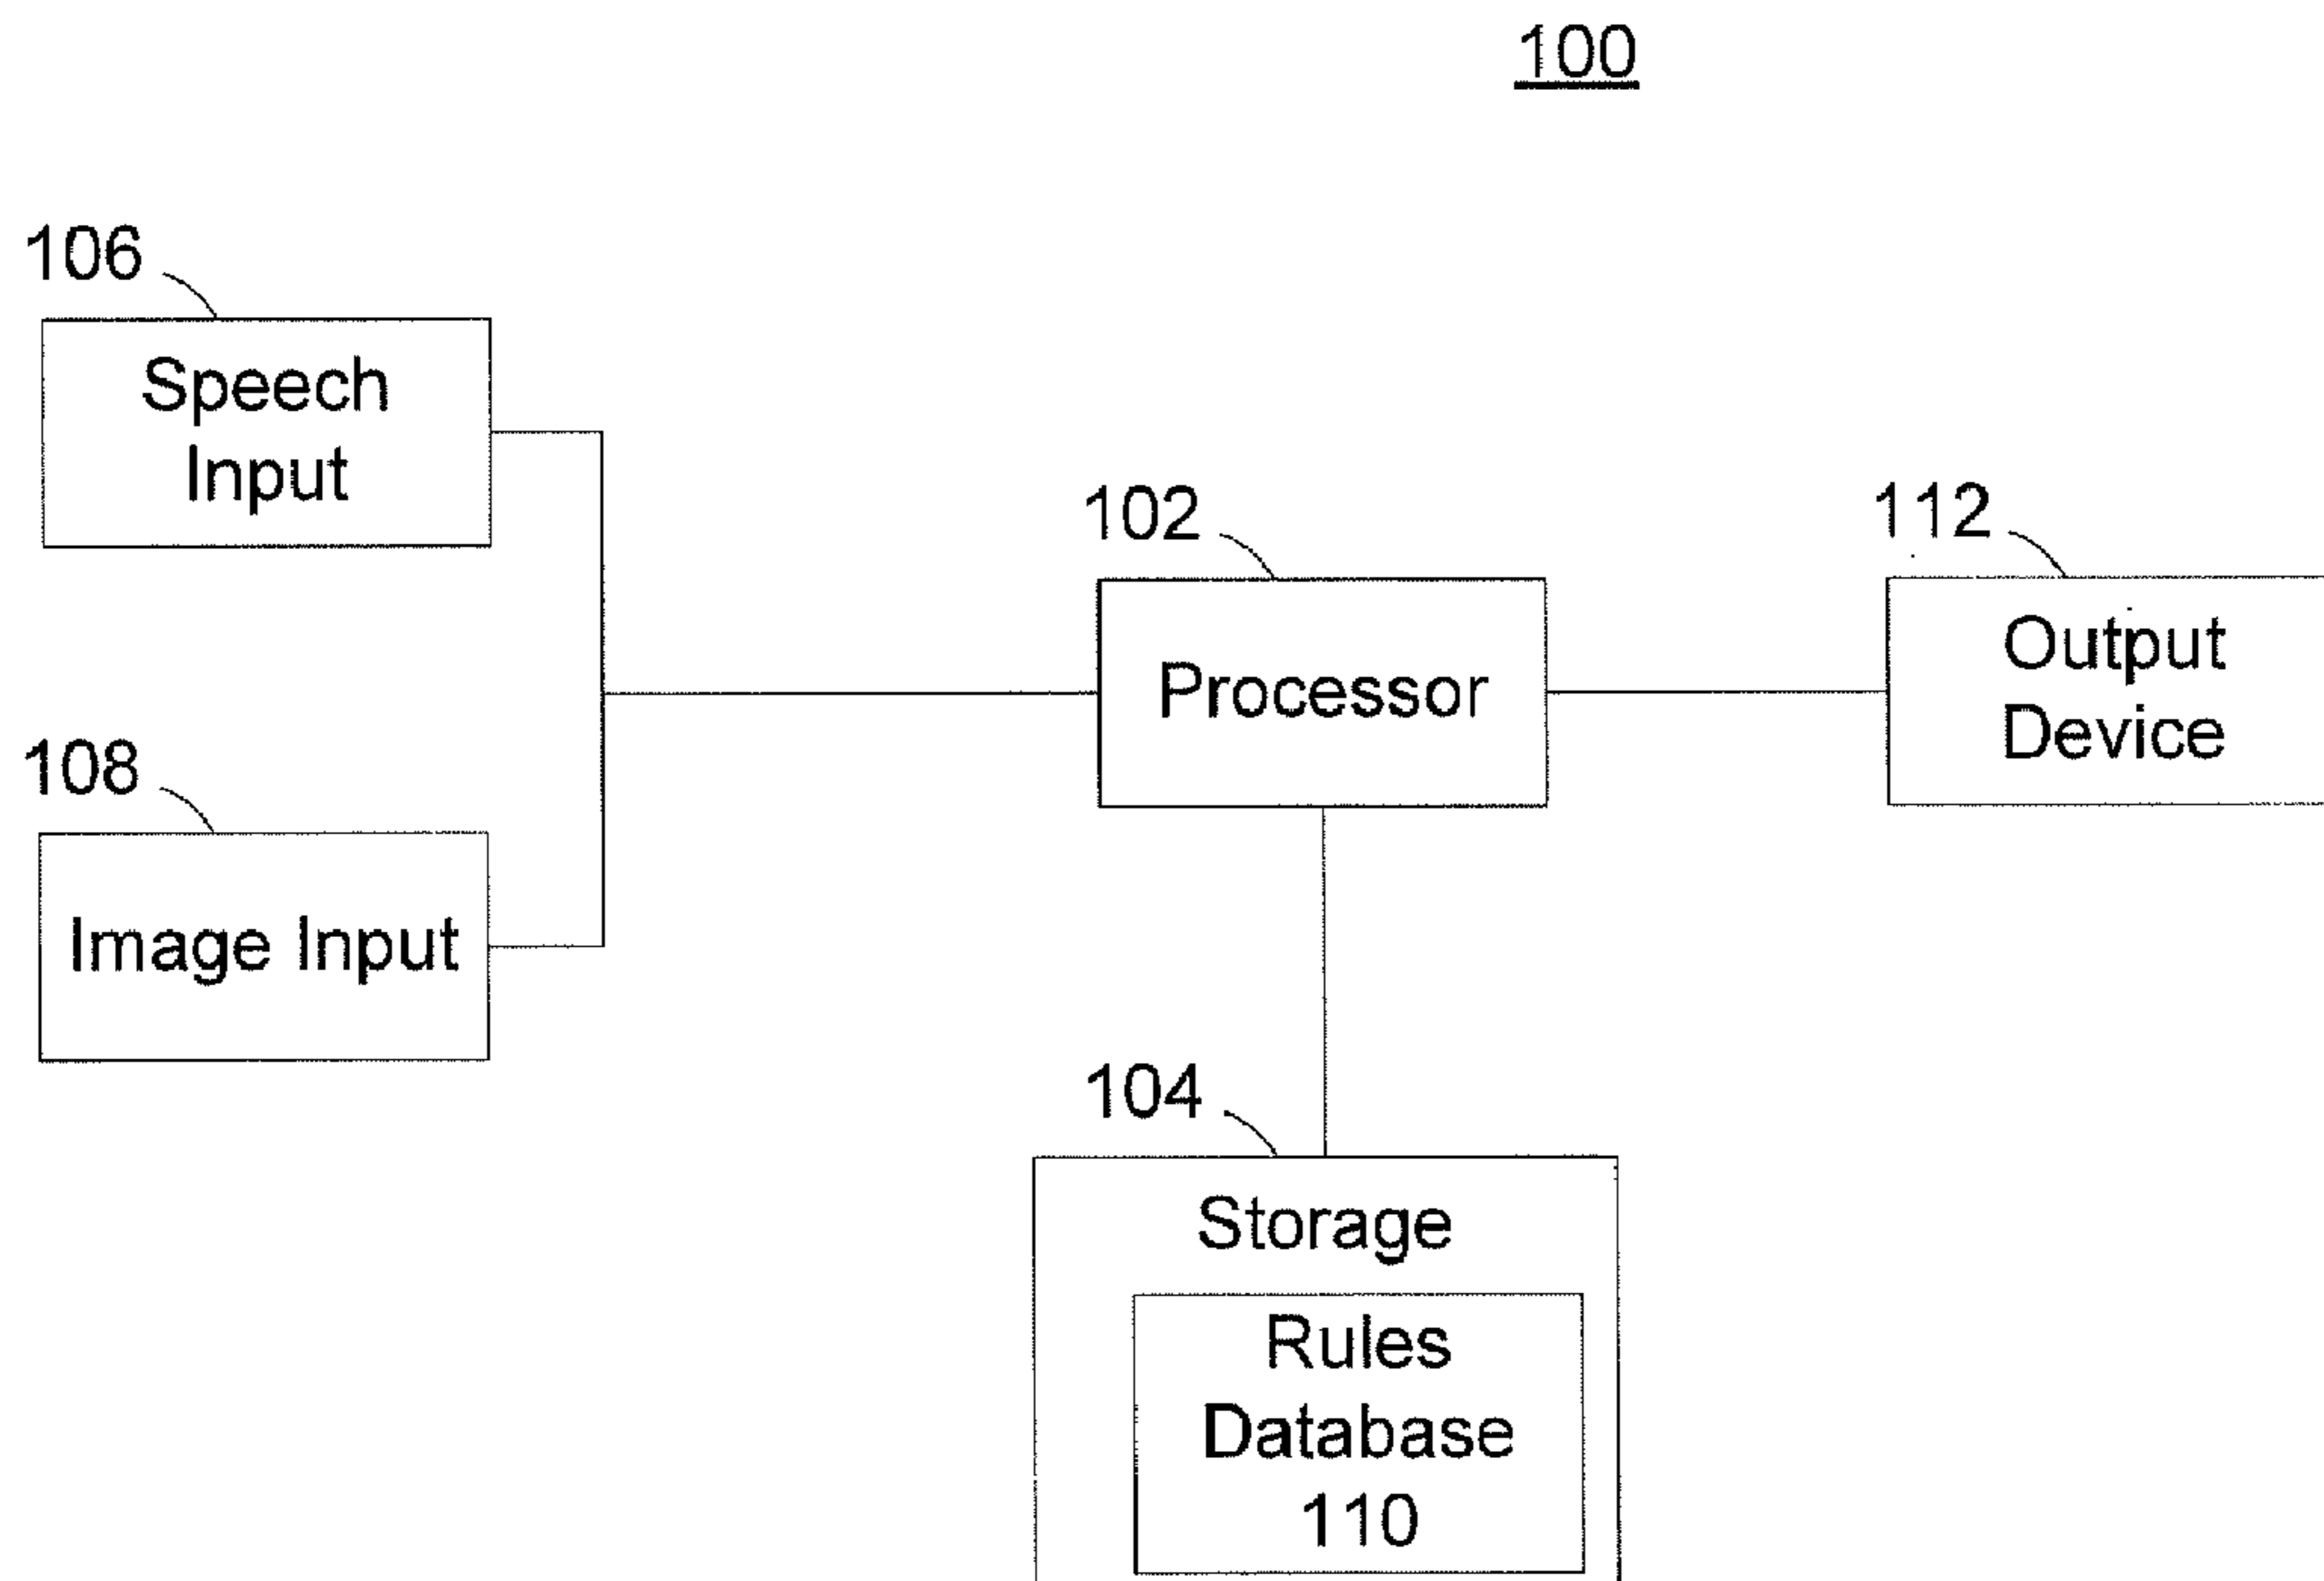 100
106
Speech
Input
102
Processor
112
Output
Device
108
Image Input
104
Storage
Rules
Database
110